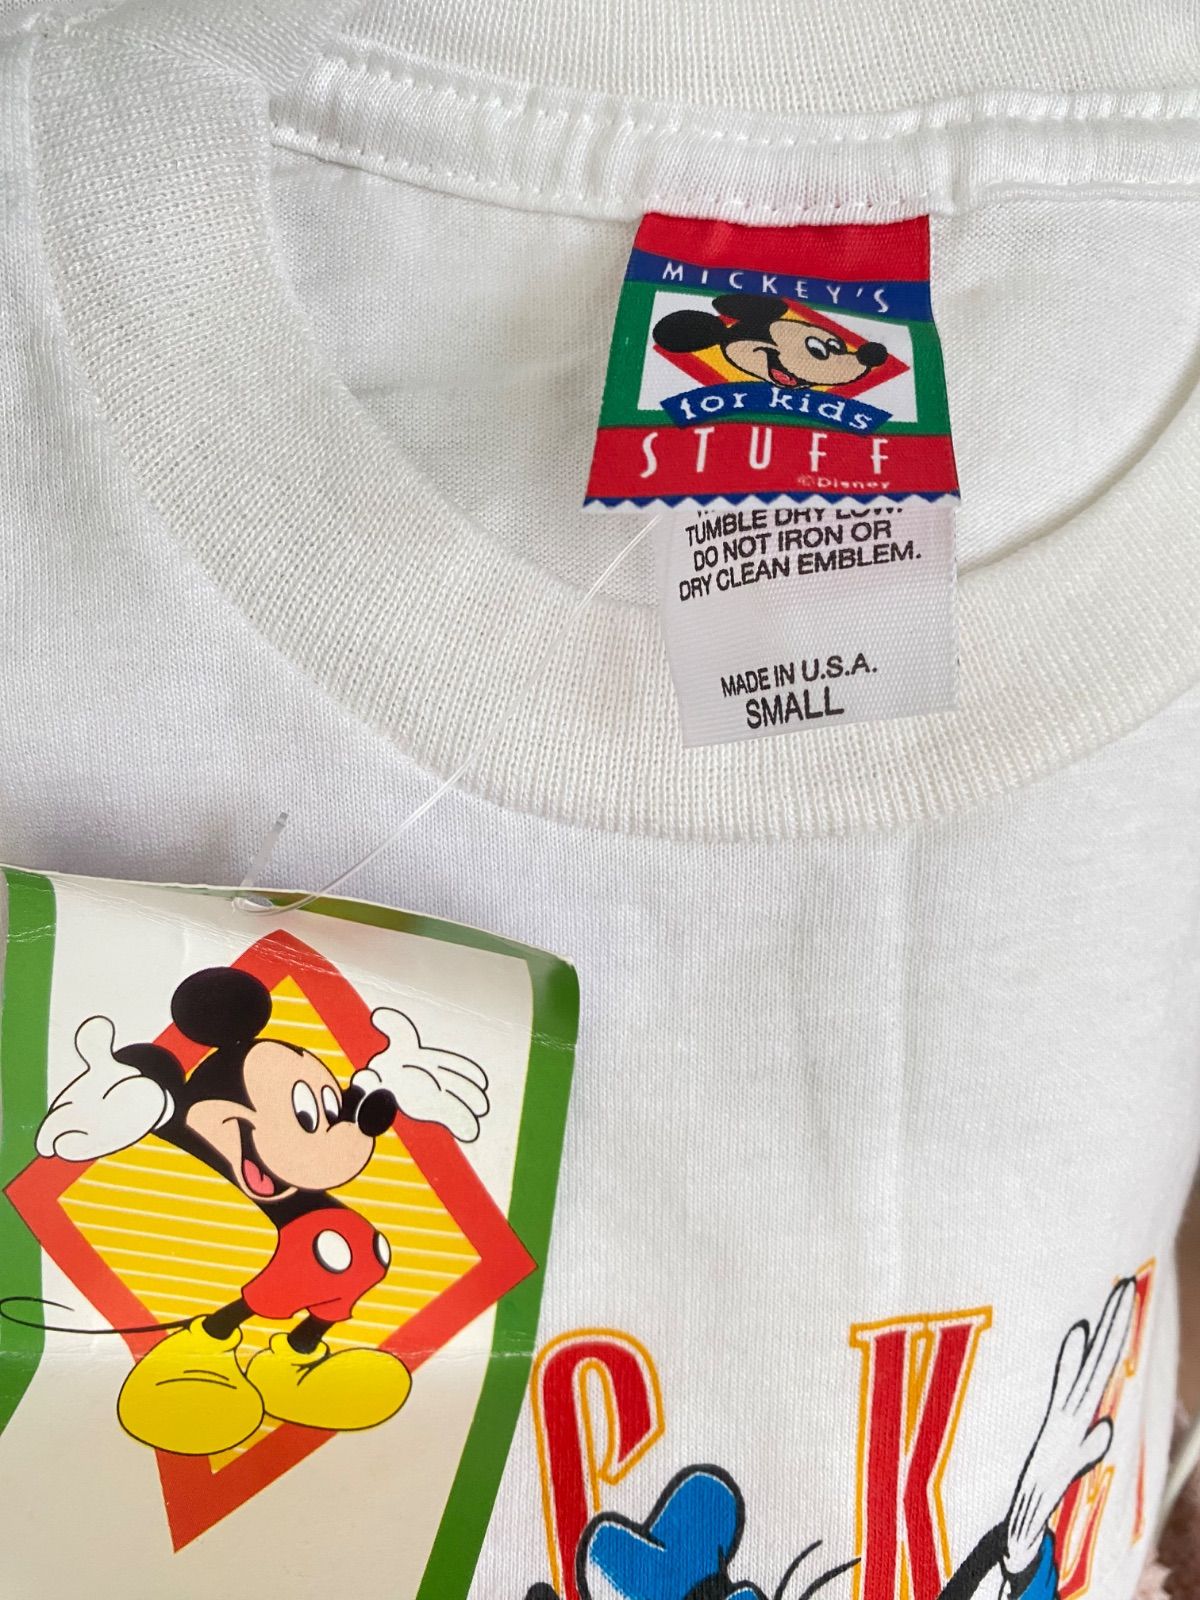 MICKEY'S
for kids
STUFF
©Disney
TUMBLE DRY LOW.
DO NOT IRON OR
DRY CLEAN EMBLEM.
MADE IN U.S.A.
SMALL
C K E